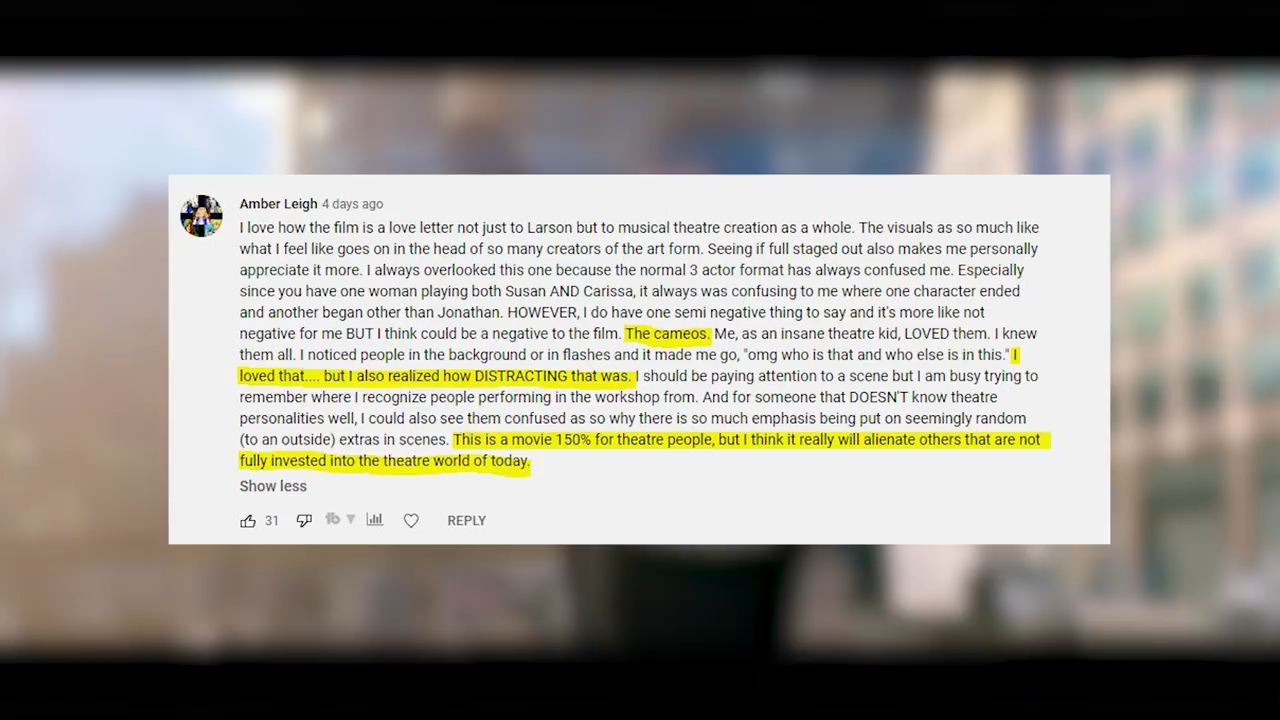 Amber Leigh 4 days ago
I love how the film is a love letter not just to Larson but to musical theatre creation as a whole. The visuals as so much like
what I feel like goes on in the head of so many creators of the art form. Seeing if full staged out also makes me personally
appreciate it more. I always overlooked this one because the normal 3 actor format has always confused me. Especially
since you have one woman playing both Susan AND Carissa, it always was confusing to me where one character ended
and another began other than Jonathan. HOWEVER, I do have one semi negative thing to say and it's more like not
negative for me BUT I think could be a negative to the film. The cameos. Me, as an insane theatre kid, LOVED them. I knew
them all. I noticed people in the background or in flashes and it made me go, "omg who is that and who else is in this." I
loved that.... but I also realized how DISTRACTING that was. I should be paying attention to a scene but I am busy trying to
remember where I recognize people performing in the workshop from. And for someone that DOESN'T know theatre
personalities well, I could also see them confused as so why there is so much emphasis being put on seemingly random
(to an outside) extras in scenes. This is a movie 150% for theatre people, but I think it really will alienate others that are not
fully invested into the theatre world of today.
Show less
31 tb REPLY